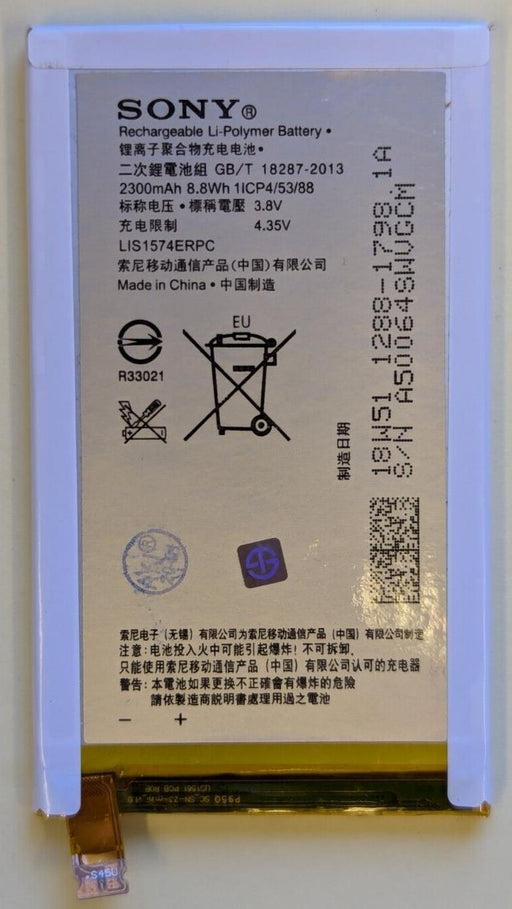 SONY®
Rechargeable Li-Polymer Battery •
锂离子聚合物充电电池•
二次鋰電池組 GB/T 18287-2013
2300mAh 8.8Wh 1ICP4/53/88
标称电压 • 標稱電壓 3.8V
充电限制 4.35V
LIS1574ERPC
索尼移动通信产品(中国)有限公司
Made in China • 中国制造
EU
R33021
制造日期
18W51 1288-1798.1A
S/N A500648WVGCM
索尼电子(无锡)有限公司为索尼移动通信产品(中国)有限公司制造
注意:电池投入火中可能引起爆炸!不可拆卸.
只能使用索尼移动通信产品(中国)有限公司认可的充电器
警告:本電池如果更换不正確會有爆炸的危險
請依製造商説明書處理用過之電池
− +